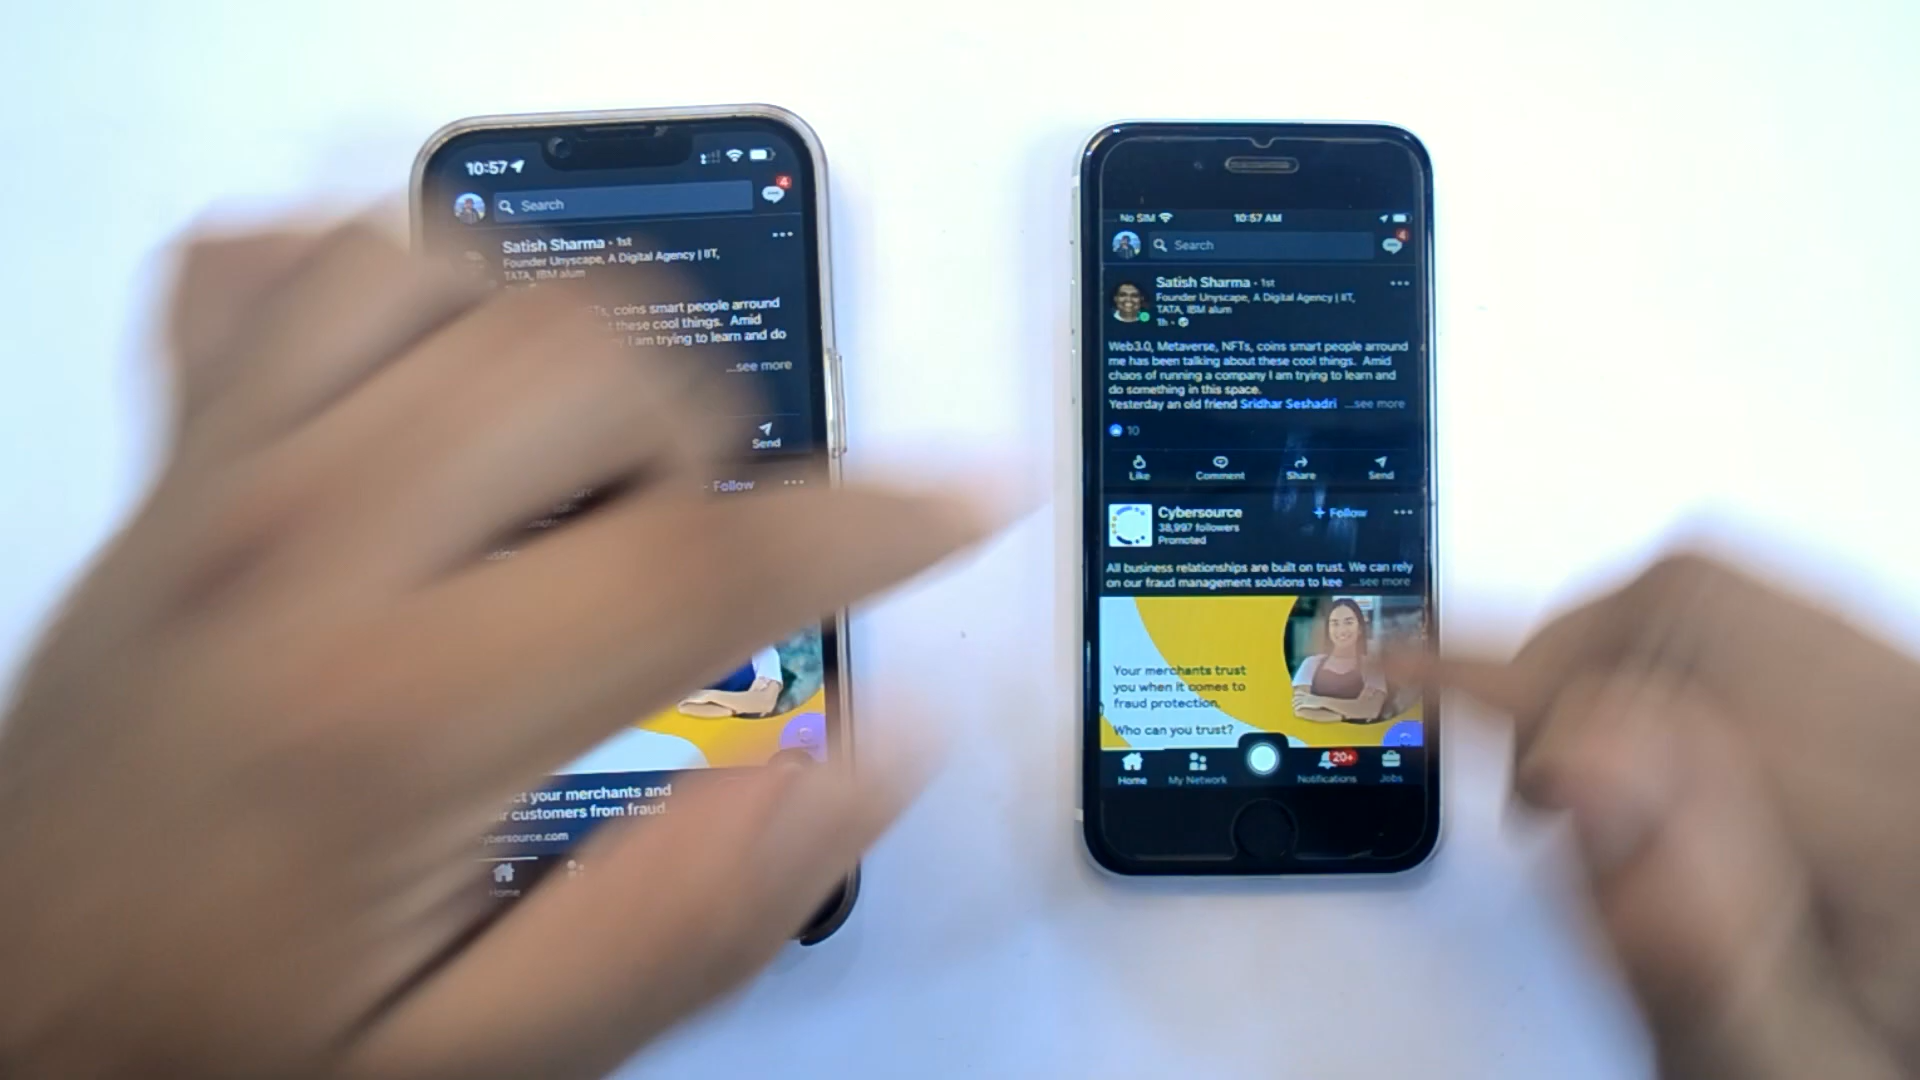 10:57
Search
4
Satish Sharma • 1st
Founder Unyscape, A Digital Agency | IIT,
TATA, IBM alum
coins smart people arround
these cool things. Amid
I am trying to learn and do
...see more
Send
Follow
your merchants and
customers from fraud.
cybersource.com
Home
No SIM
10:57 AM
Search
4
Satish Sharma • 1st
Founder Unyscape, A Digital Agency | IIT,
TATA, IBM alum
1h •
Web3.0, Metaverse, NFTs, coins smart people arround
me has been talking about these cool things. Amid
chaos of running a company I am trying to learn and
do something in this space.
Yesterday an old friend Sridhar Seshadri ...see more
10
Like Comment Share Send
Cybersource
+ Follow
38,997 followers
Promoted
All business relationships are built on trust. We can rely
on our fraud management solutions to kee ...see more
Your merchants trust
you when it comes to
fraud protection.
Who can you trust?
20+
Home My Network Notifications Jobs